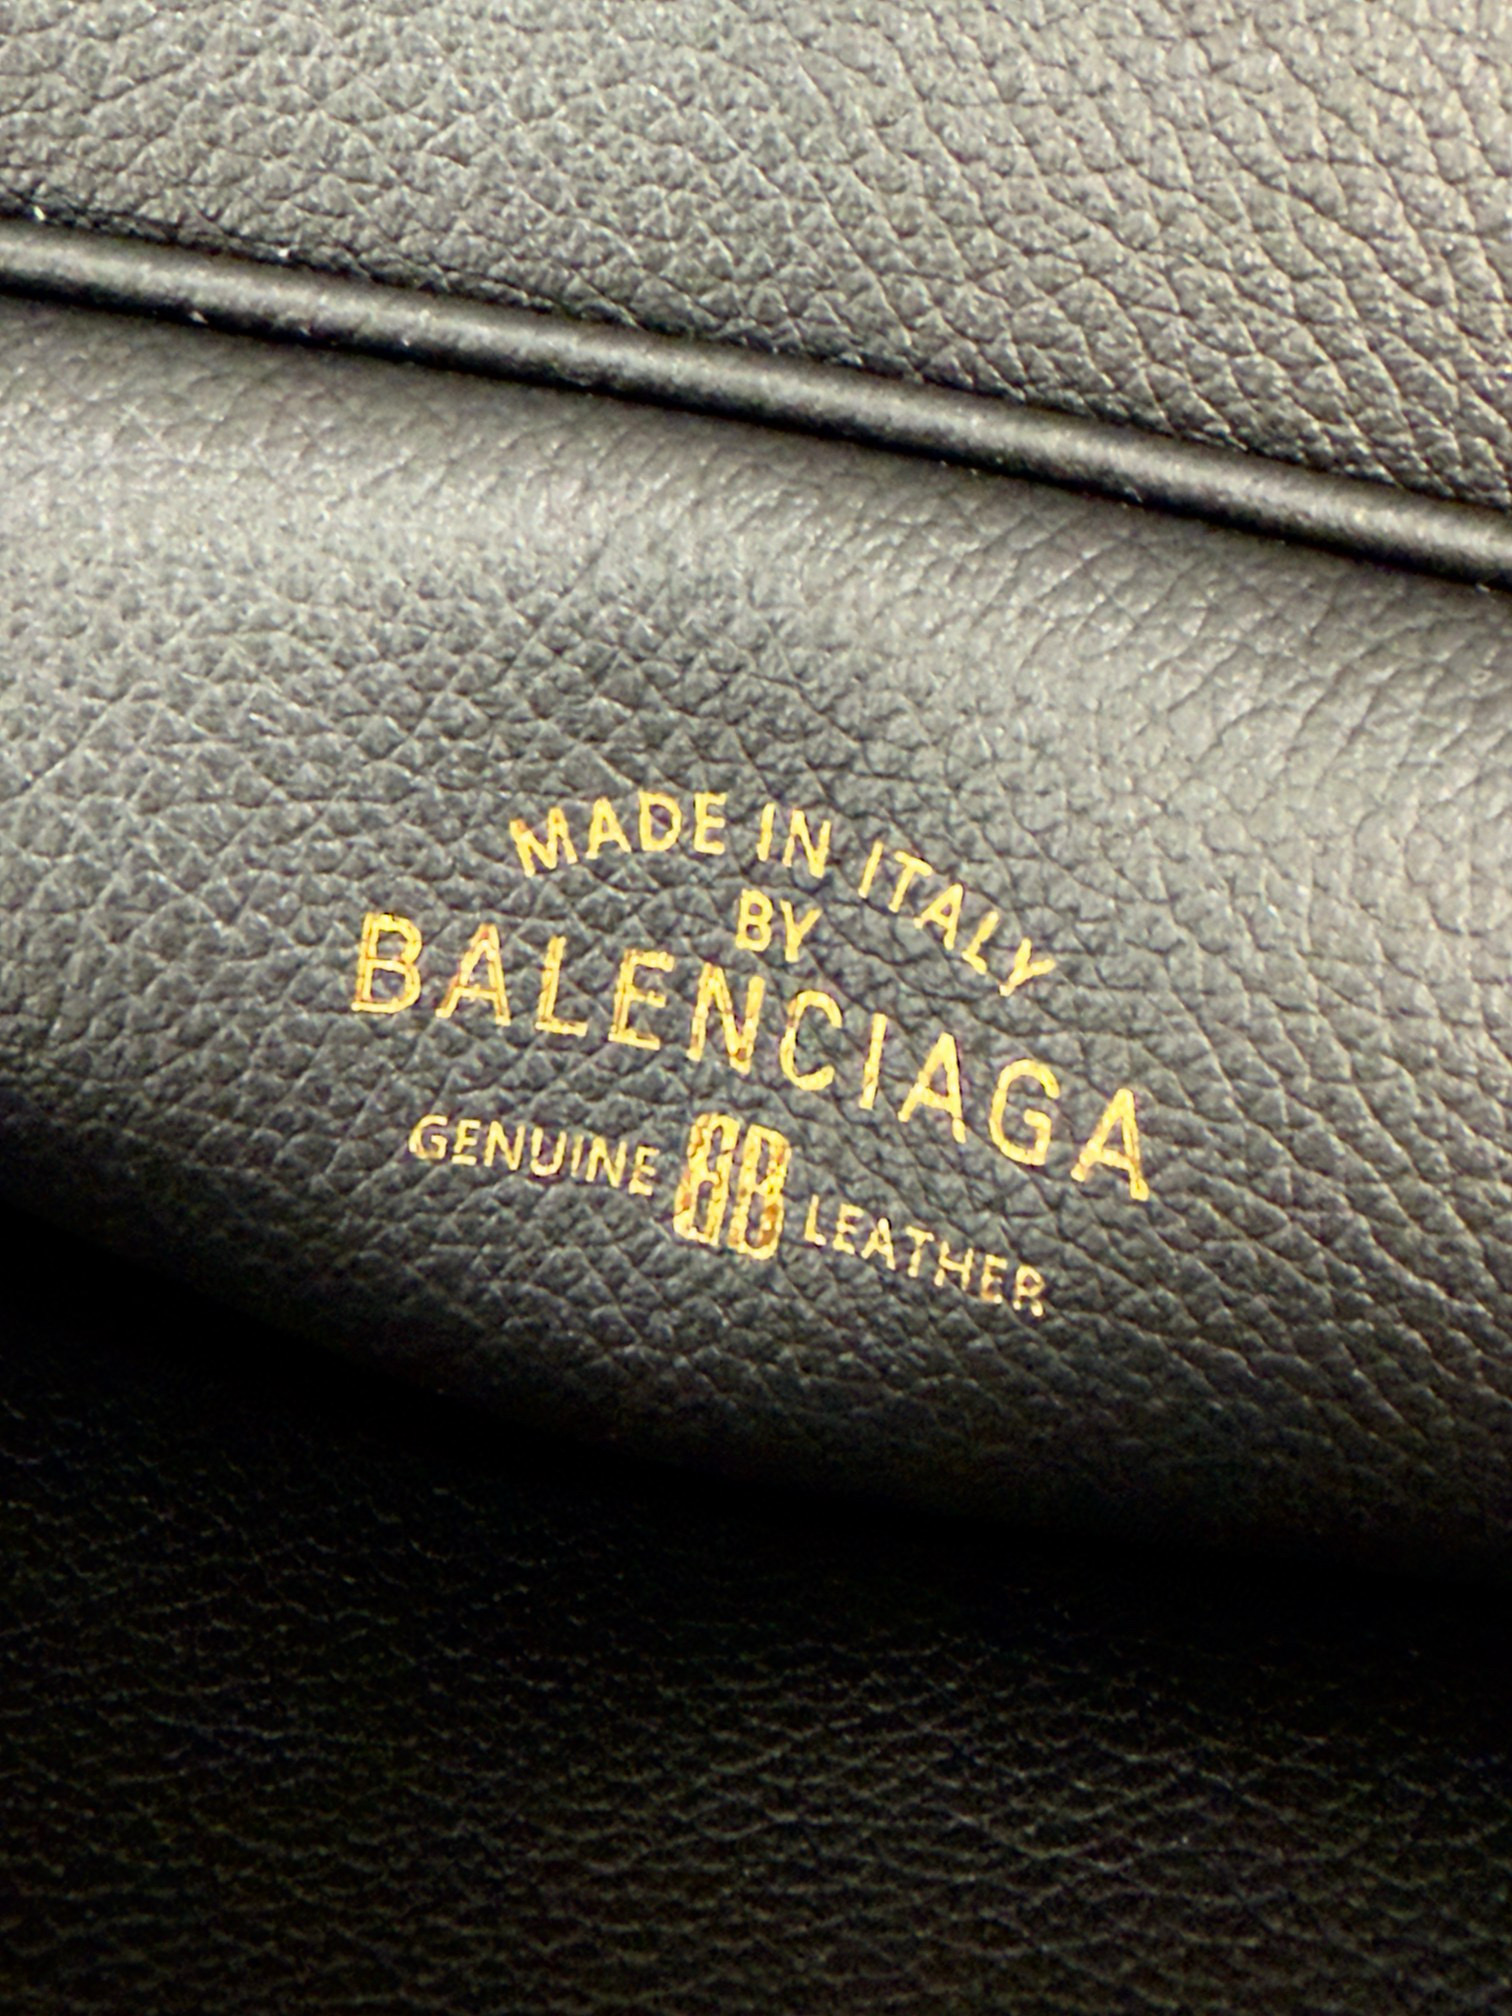 MADE IN ITALY
BY
BALENCIAGA
GENUINE BB LEATHER